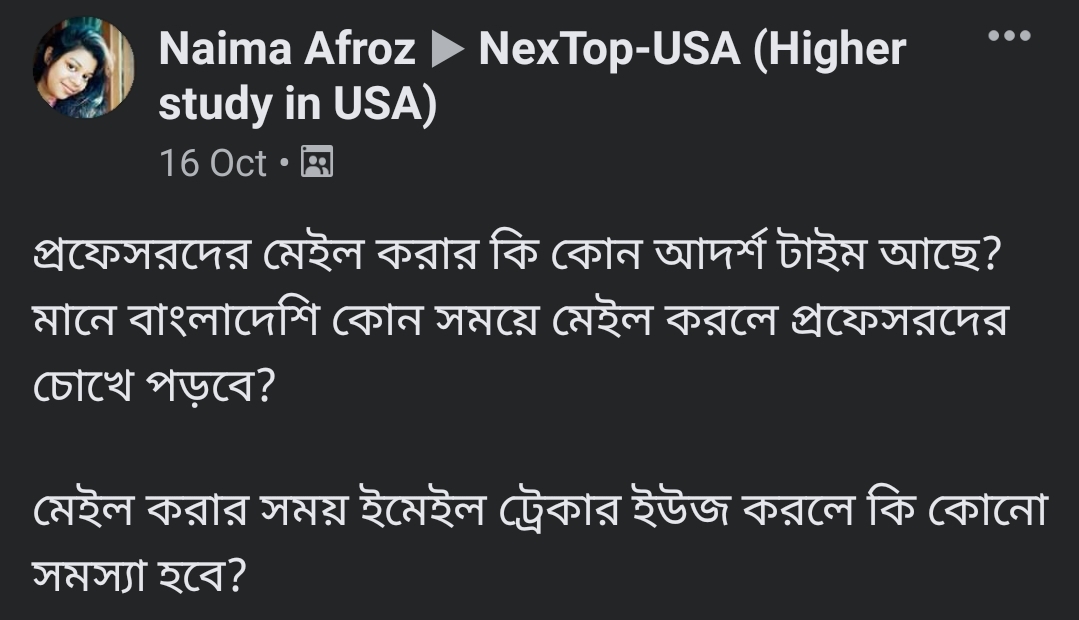 Naima Afroz ▶ NexTop-USA (Higher
study in USA)
16 Oct •
প্রফেসরদের মেইল করার কি কোন আদর্শ টাইম আছে?
মানে বাংলাদেশি কোন সময়ে মেইল করলে প্রফেসরদের
চোখে পড়বে?
মেইল করার সময় ইমেইল ট্রেকার ইউজ করলে কি কোনো
সমস্যা হবে?